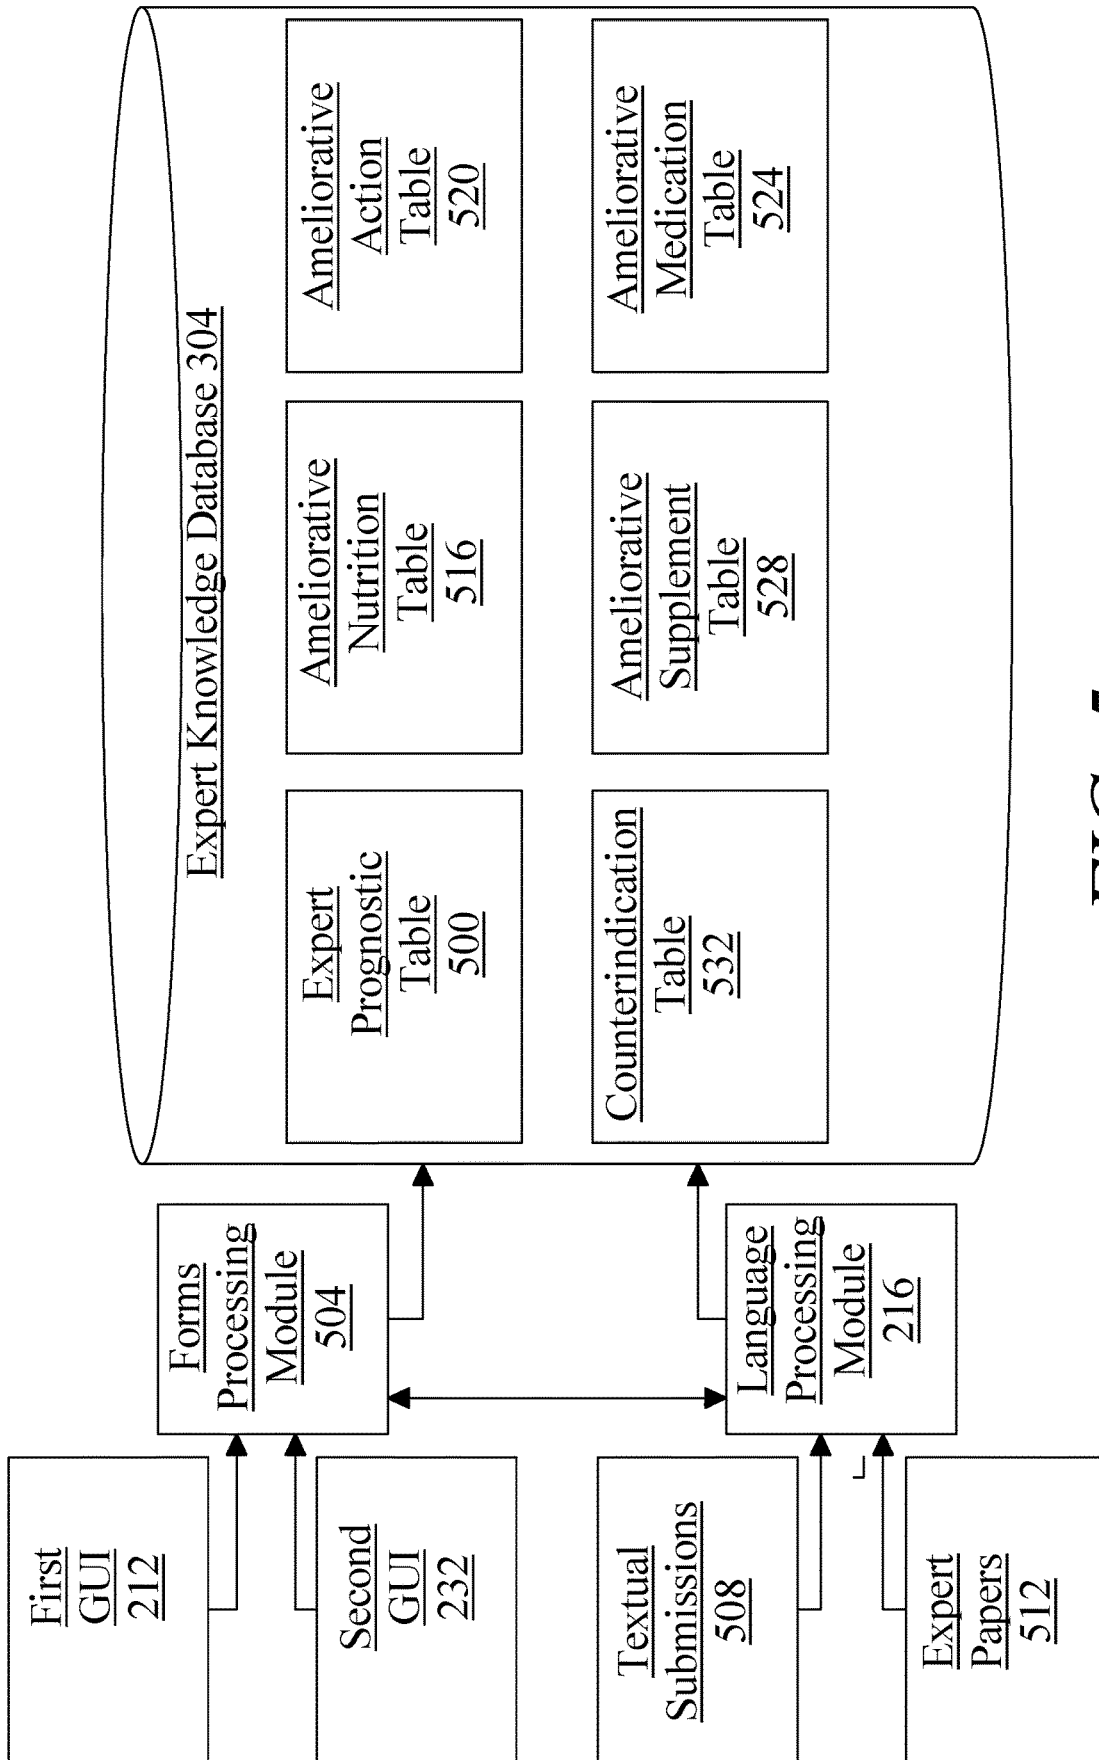 First
GUI
212
Second
GUI
232
Textual
Submissions
508
Expert
Papers
512
Forms
Processing
Module
504
Language
Processing
Module
216
Expert Knowledge Database 304
Expert
Prognostic
Table
500
Ameliorative
Nutrition
Table
516
Ameliorative
Action
Table
520
Counterindication
Table
532
Ameliorative
Supplement
Table
528
Ameliorative
Medication
Table
524